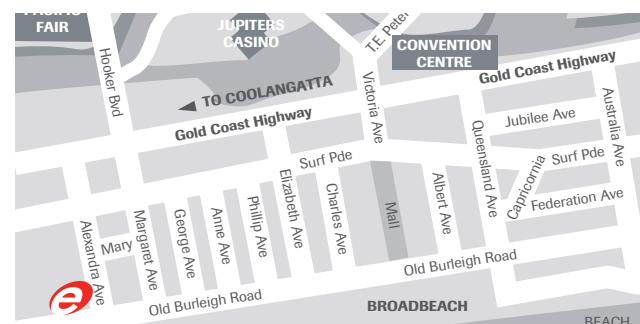 PACIFIC
FAIR
JUPITERS
CASINO
T.E. Peter
CONVENTION
CENTRE
Hooker Bvd
TO COOLANGATTA
Gold Coast Highway
Victoria Ave
Gold Coast Highway
Jubilee Ave
Australia Ave
Queensland Ave
Surf Pde
Surf Pde
Capricornia
Federation Ave
Alexandra Ave
Mary
Margaret Ave
George Ave
Anne Ave
Phillip Ave
Elizabeth Ave
Charles Ave
Mall
Albert Ave
Old Burleigh Road
Old Burleigh Road
e
BROADBEACH
BEACH